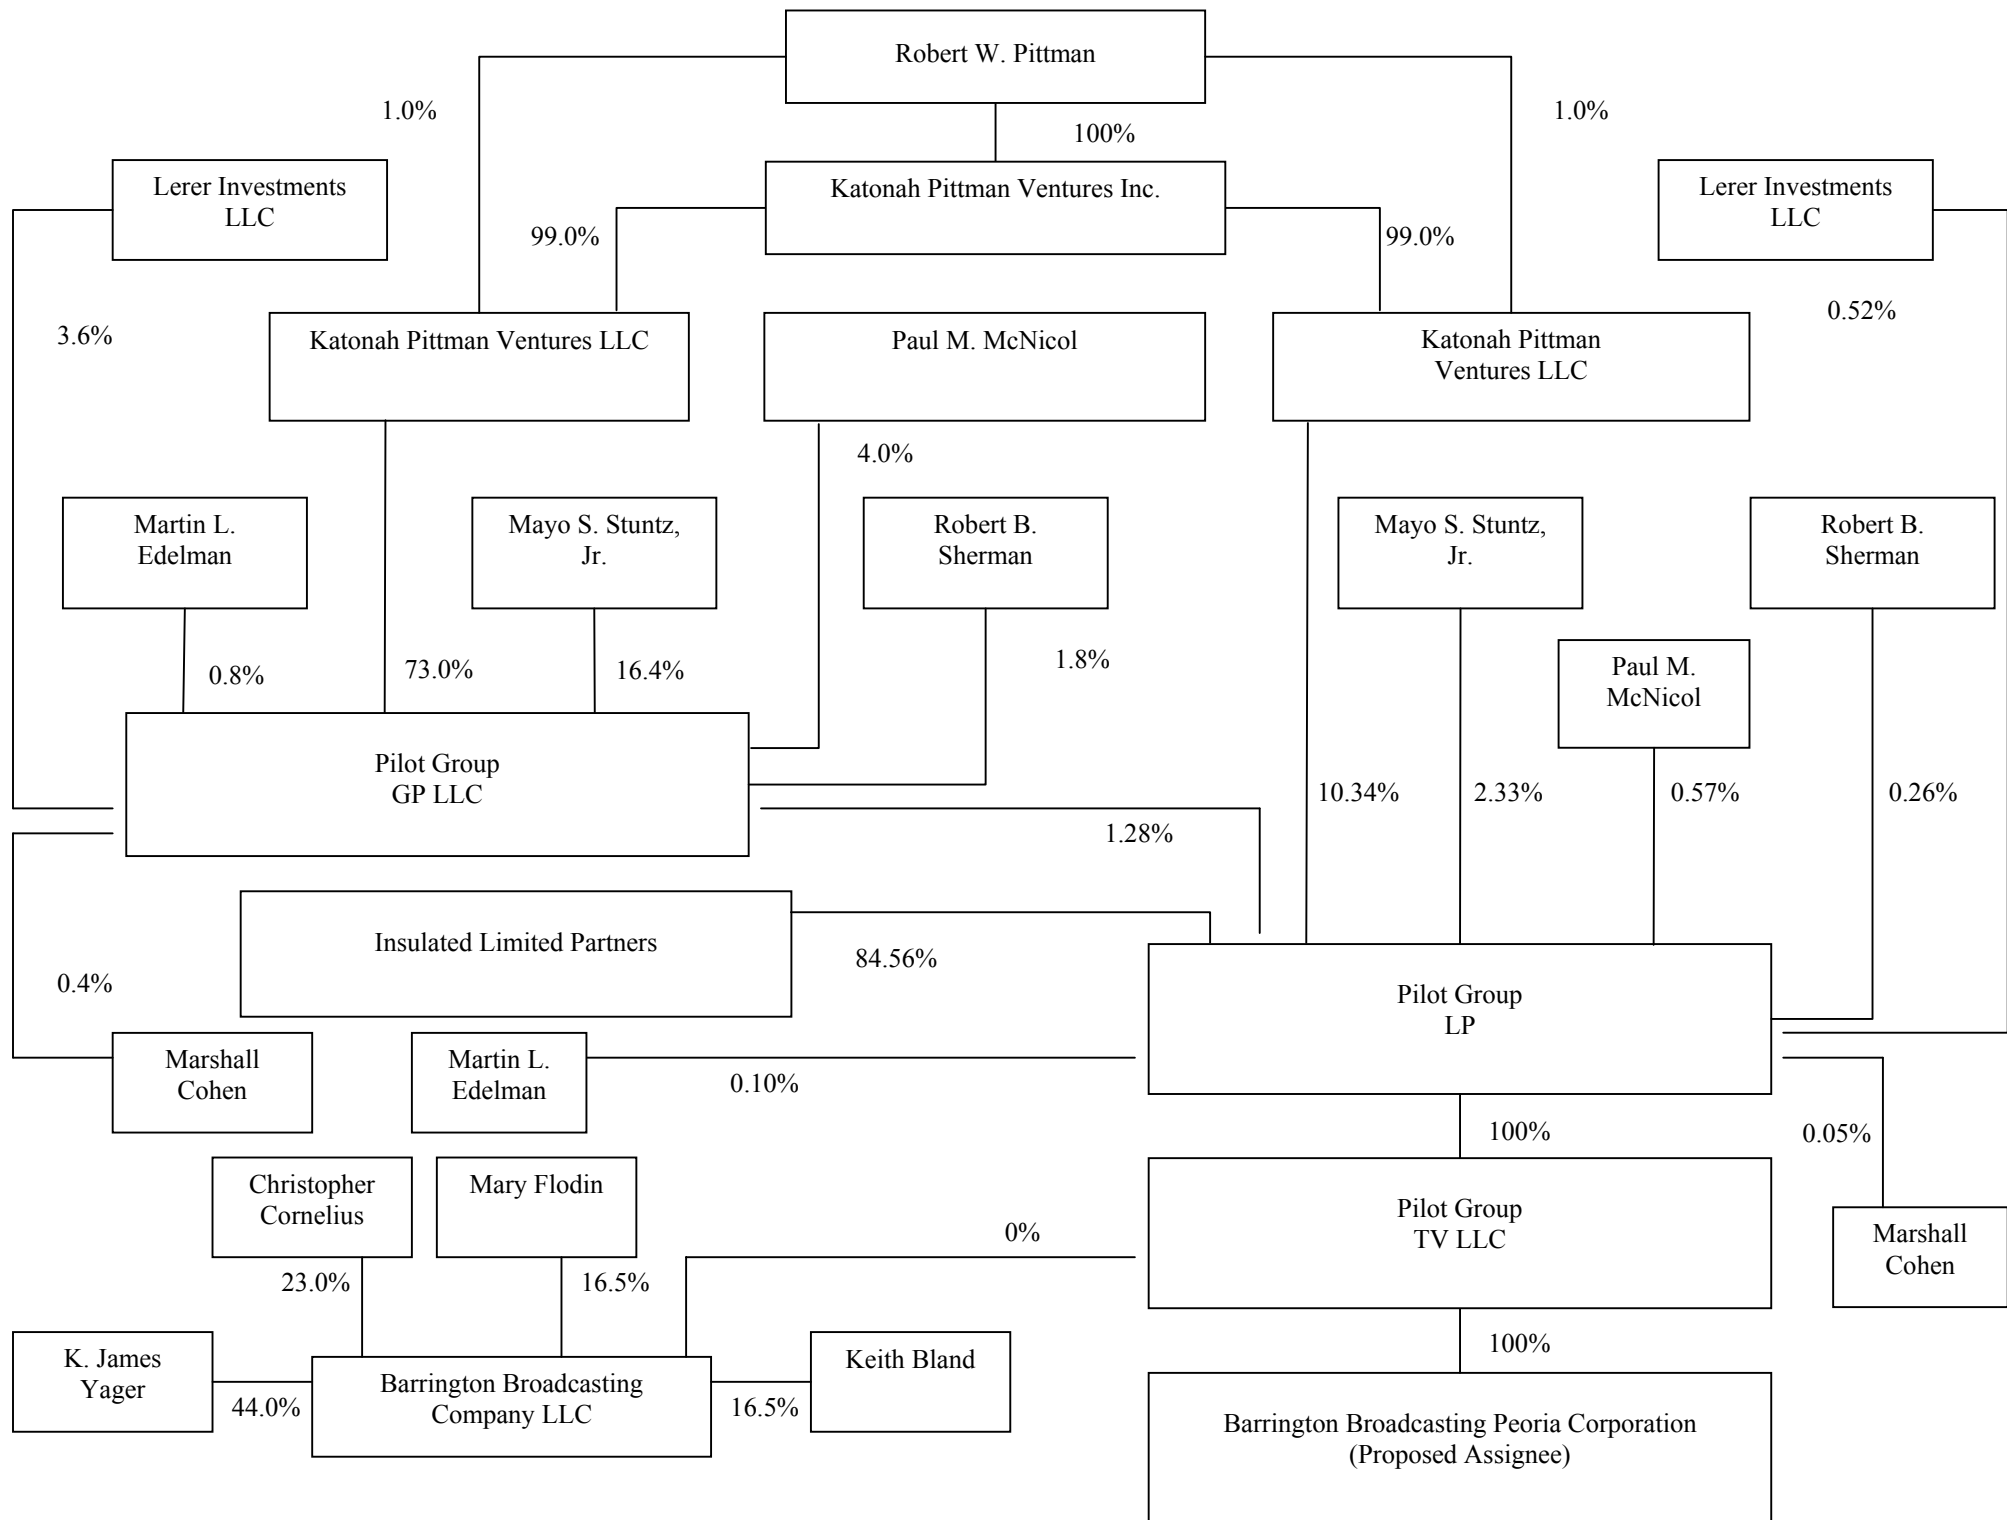 Robert W. Pittman
1.0%
1.0%
100%
Lerer Investments
LLC
Katonah Pittman Ventures Inc.
Lerer Investments
LLC
99.0%
99.0%
3.6%
0.52%
Katonah Pittman Ventures LLC
Paul M. McNicol
Katonah Pittman
Ventures LLC
4.0%
Martin L.
Edelman
Mayo S. Stuntz,
Jr.
Robert B.
Sherman
Mayo S. Stuntz,
Jr.
Robert B.
Sherman
0.8%
73.0%
16.4%
1.8%
Paul M.
McNicol
Pilot Group
GP LLC
10.34%
2.33%
0.57%
0.26%
1.28%
Insulated Limited Partners
84.56%
0.4%
Pilot Group
LP
Marshall
Cohen
Martin L.
Edelman
0.10%
100%
0.05%
Christopher
Cornelius
Mary Flodin
Pilot Group
TV LLC
0%
Marshall
Cohen
23.0%
16.5%
K. James
Yager
44.0%
Barrington Broadcasting
Company LLC
16.5%
Keith Bland
100%
Barrington Broadcasting Peoria Corporation
(Proposed Assignee)